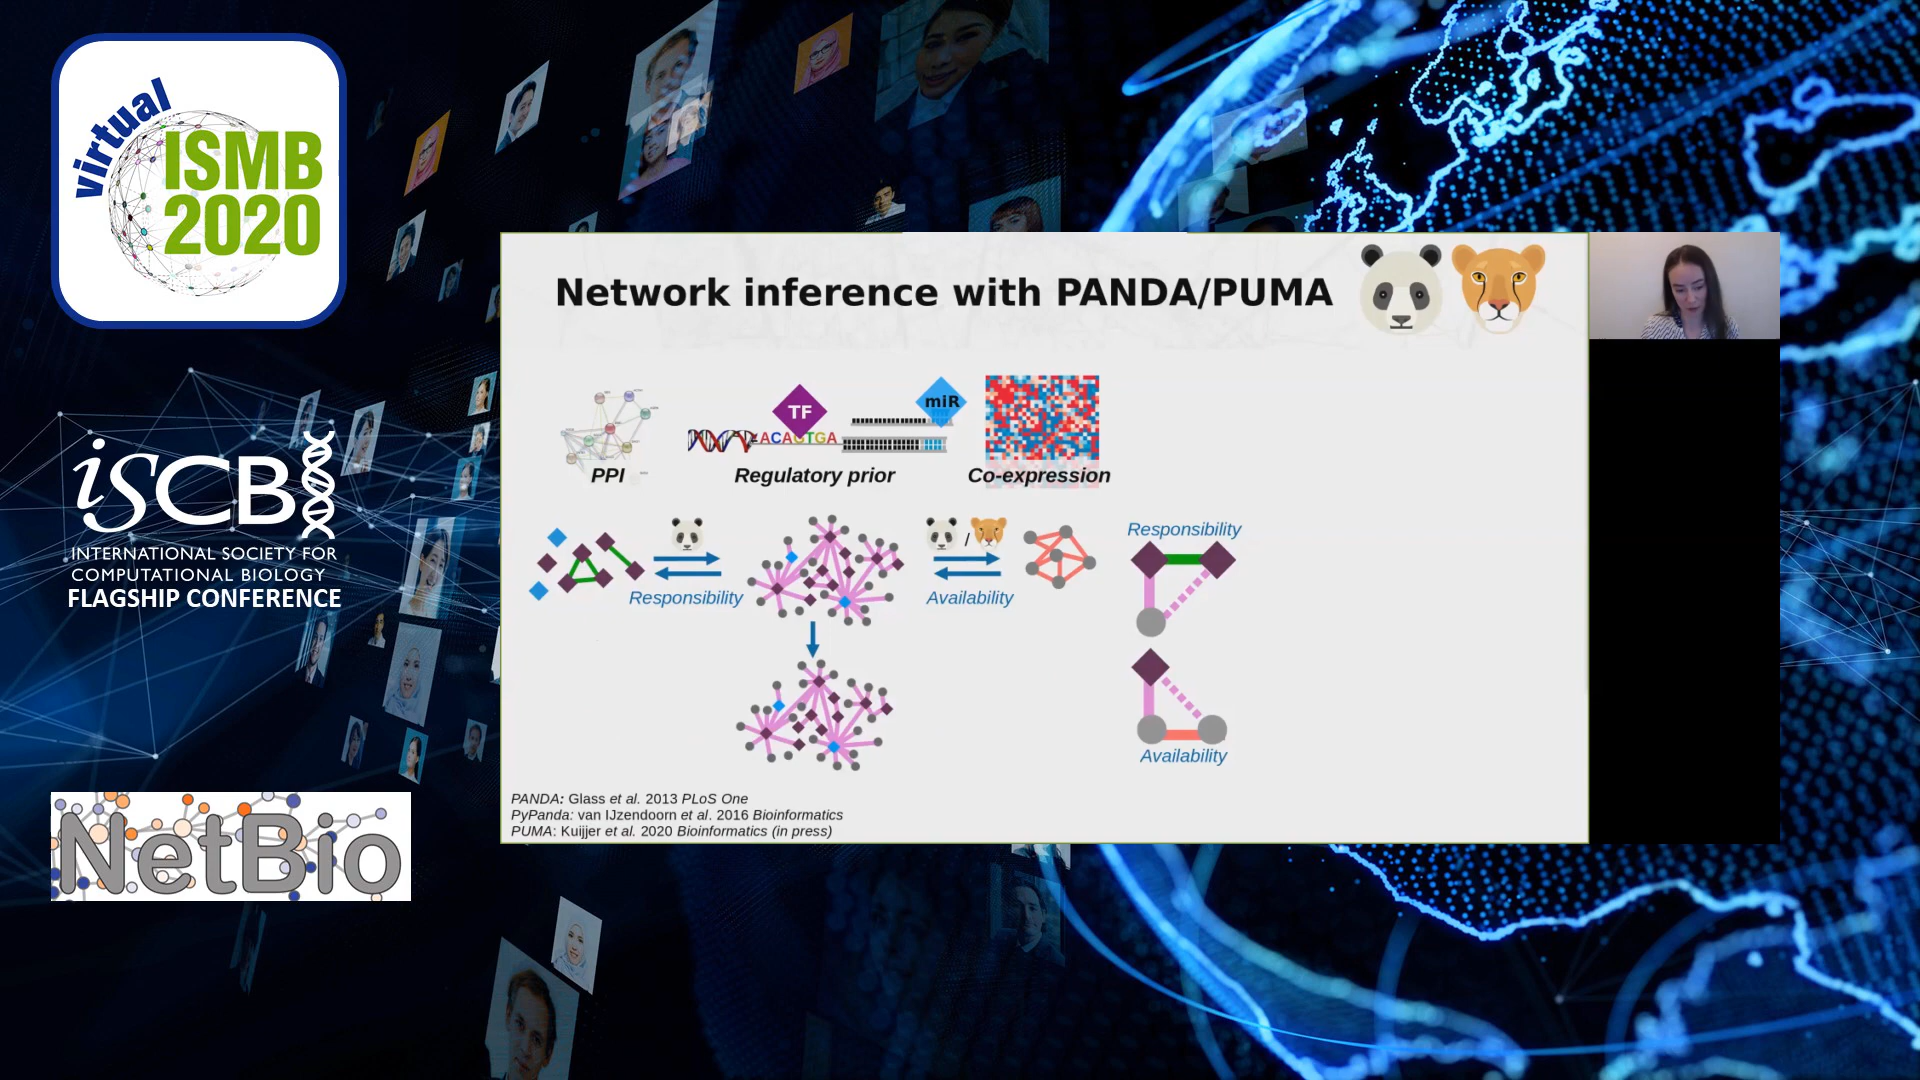 virtual
ISMB
2020
iSCB
INTERNATIONAL SOCIETY FOR
COMPUTATIONAL BIOLOGY
FLAGSHIP CONFERENCE
NetBio
Network inference with PANDA/PUMA
TF
miR
ACACTGA
PPI
Regulatory prior
Co-expression
Responsibility
/
Responsibility
Availability
Availability
PANDA: Glass et al. 2013 PLoS One
PyPanda: van IJzendoorn et al. 2016 Bioinformatics
PUMA: Kuijjer et al. 2020 Bioinformatics (in press)